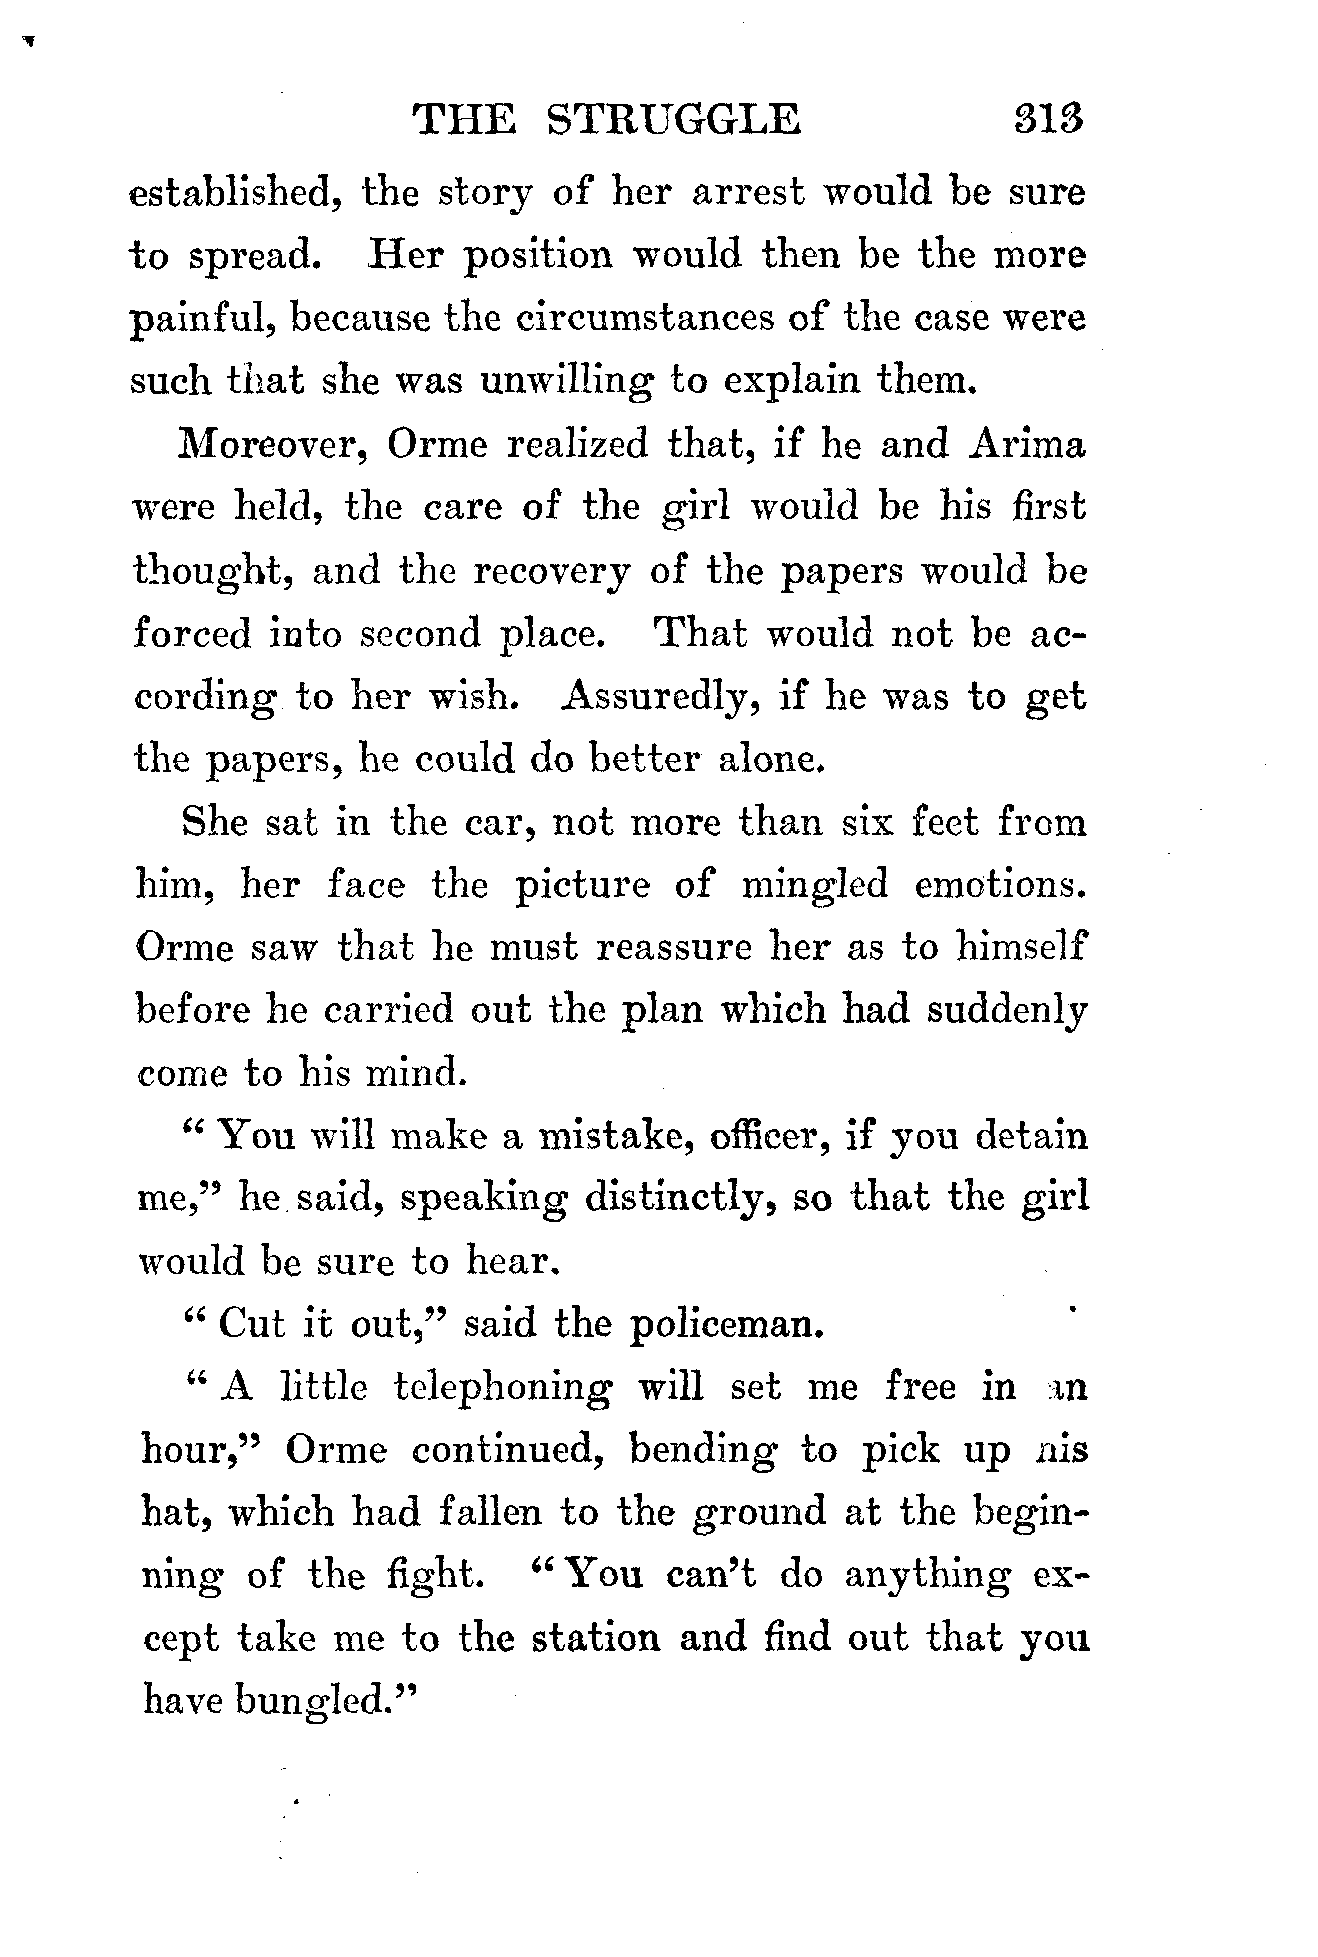 THE STRUGGLE 313
established, the story of her arrest would be sure
to spread. Her position would then be the more
painful, because the circumstances of the case were
such that she was unwilling to explain them.
Moreover, Orme realized that, if he and Arima
were held, the care of the girl would be his first
thought, and the recovery of the papers would be
forced into second place. That would not be ac-
cording to her wish. Assuredly, if he was to get
the papers, he could do better alone.
She sat in the car, not more than six feet from
him, her face the picture of mingled emotions.
Orme saw that he must reassure her as to himself
before he carried out the plan which had suddenly
come to his mind.
“ You will make a mistake, officer, if you detain
me,” he said, speaking distinctly, so that the girl
would be sure to hear.
“ Cut it out,” said the policeman.
“ A little telephoning will set me free in an
hour,” Orme continued, bending to pick up his
hat, which had fallen to the ground at the begin-
ning of the fight. “ You can’t do anything ex-
cept take me to the station and find out that you
have bungled.”